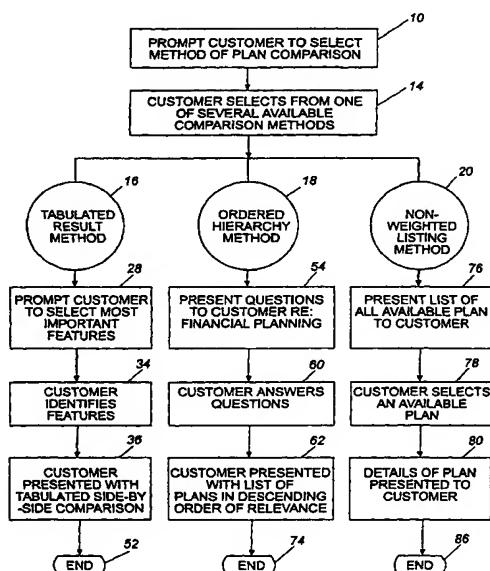 10
PROMPT CUSTOMER TO SELECT
METHOD OF PLAN COMPARISON
14
CUSTOMER SELECTS FROM ONE
OF SEVERAL AVAILABLE
COMPARISON METHODS
16
TABULATED
RESULT
METHOD
28
PROMPT CUSTOMER
TO SELECT MOST
IMPORTANT
FEATURES
34
CUSTOMER
IDENTIFIES
FEATURES
36
CUSTOMER
PRESENTED WITH
TABULATED SIDE-BY
-SIDE COMPARISON
52
END
18
ORDERED
HIERARCHY
METHOD
54
PRESENT QUESTIONS
TO CUSTOMER RE:
FINANCIAL PLANNING
60
CUSTOMER ANSWERS
QUESTIONS
62
CUSTOMER PRESENTED
WITH LIST OF
PLANS IN DESCENDING
ORDER OF RELEVANCE
74
END
20
NON-
WEIGHTED
LISTING
METHOD
76
PRESENT LIST OF
ALL AVAILABLE PLAN
TO CUSTOMER
78
CUSTOMER SELECTS
AN AVAILABLE
PLAN
80
DETAILS OF PLAN
PRESENTED TO
CUSTOMER
86
END